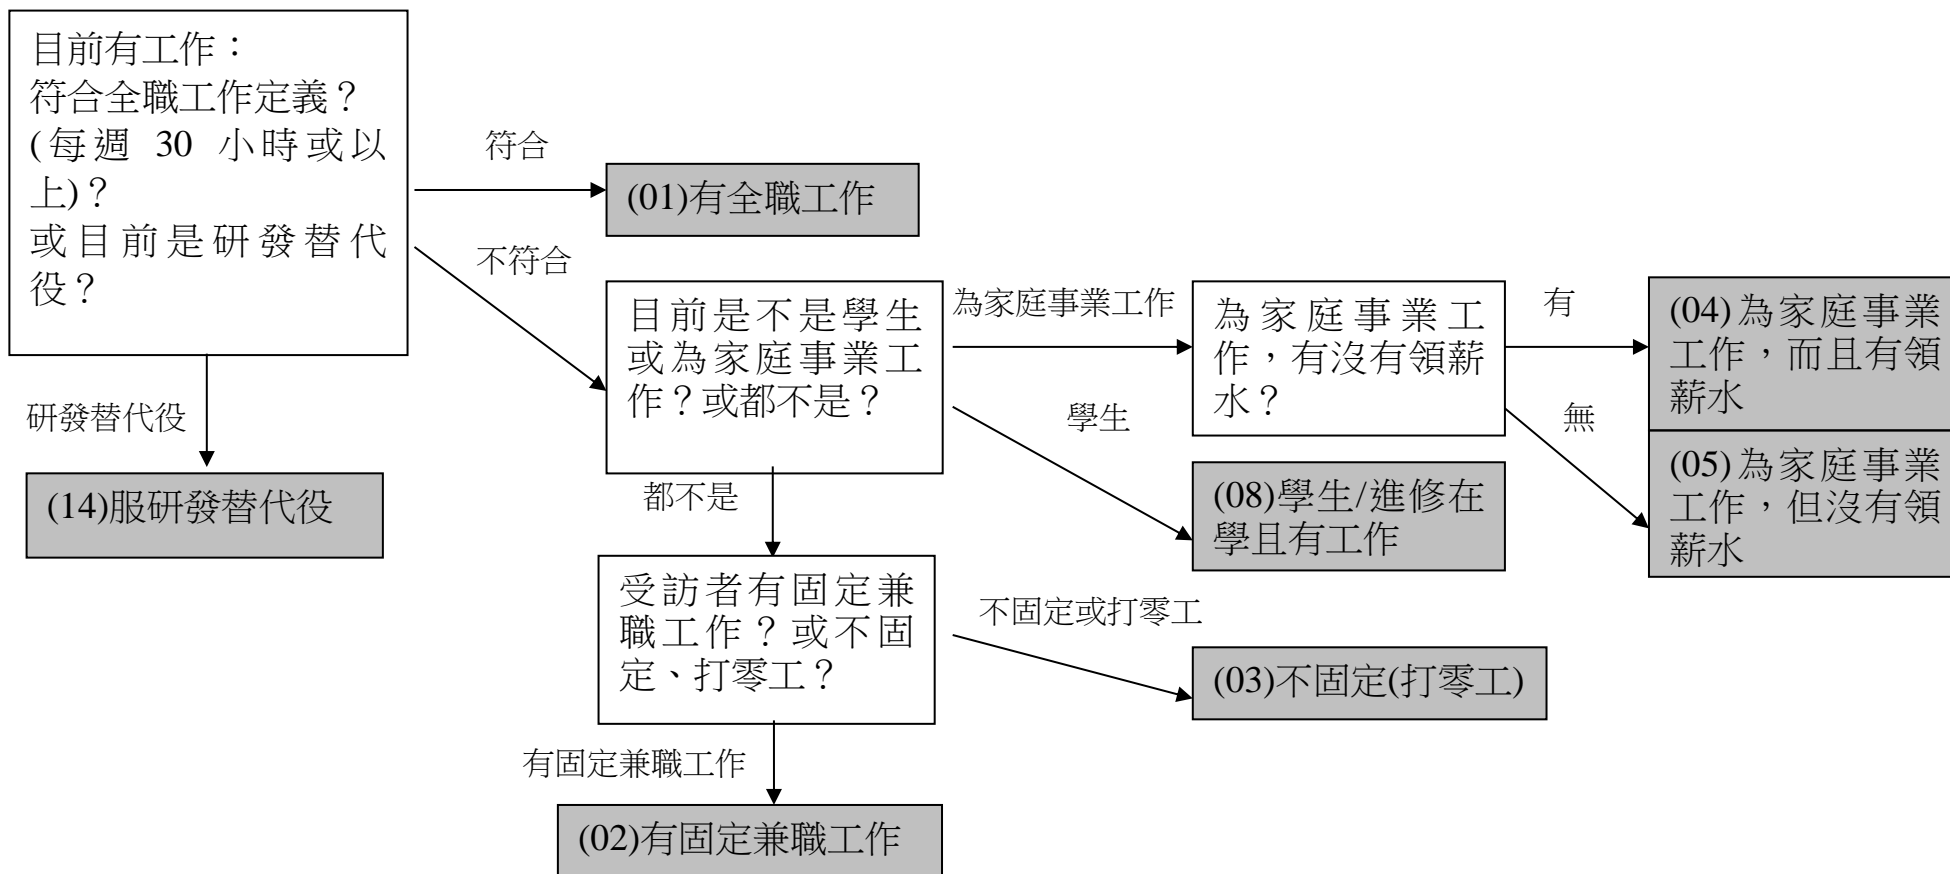 目前有工作：
符合全職工作定義？
(每週 30 小時或以
上)？
或目前是研發替代
役？
符合
(01)有全職工作
不符合
目前是不是學生
或為家庭事業工
作？或都不是？
為家庭事業工作
為家庭事業工
作，有沒有領薪
水？
有
(04)為家庭事業
工作，而且有領
薪水
無
(05)為家庭事業
工作，但沒有領
薪水
學生
(08)學生/進修在
學且有工作
研發替代役
(14)服研發替代役
都不是
受訪者有固定兼
職工作？或不固
定、打零工？
不固定或打零工
(03)不固定(打零工)
有固定兼職工作
(02)有固定兼職工作